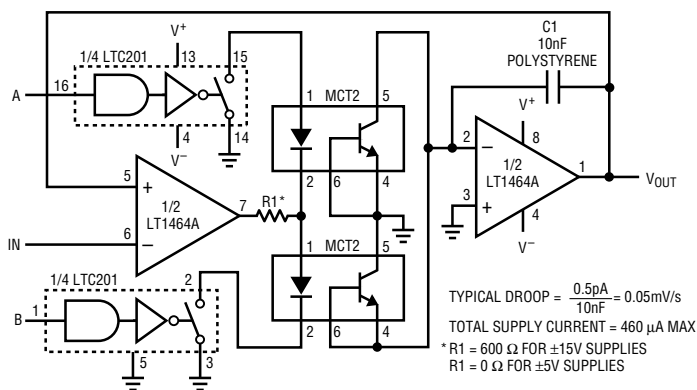 1/4 LTC201
V+
13
15
A
16
4
V–
14
1
MCT2
5
2
6
4
5
+
1/2
LT1464A
6
–
7
R1*
IN
1
MCT2
5
2
6
4
1/4 LTC201
2
B
1
5
3
C1
10nF
POLYSTYRENE
V+
2
–
8
1/2
LT1464A
1
VOUT
3
+
4
V–
TYPICAL DROOP = 0.5pA / 10nF = 0.05mV/s
TOTAL SUPPLY CURRENT = 460 µA MAX
* R1 = 600 Ω FOR ±15V SUPPLIES
R1 = 0 Ω FOR ±5V SUPPLIES